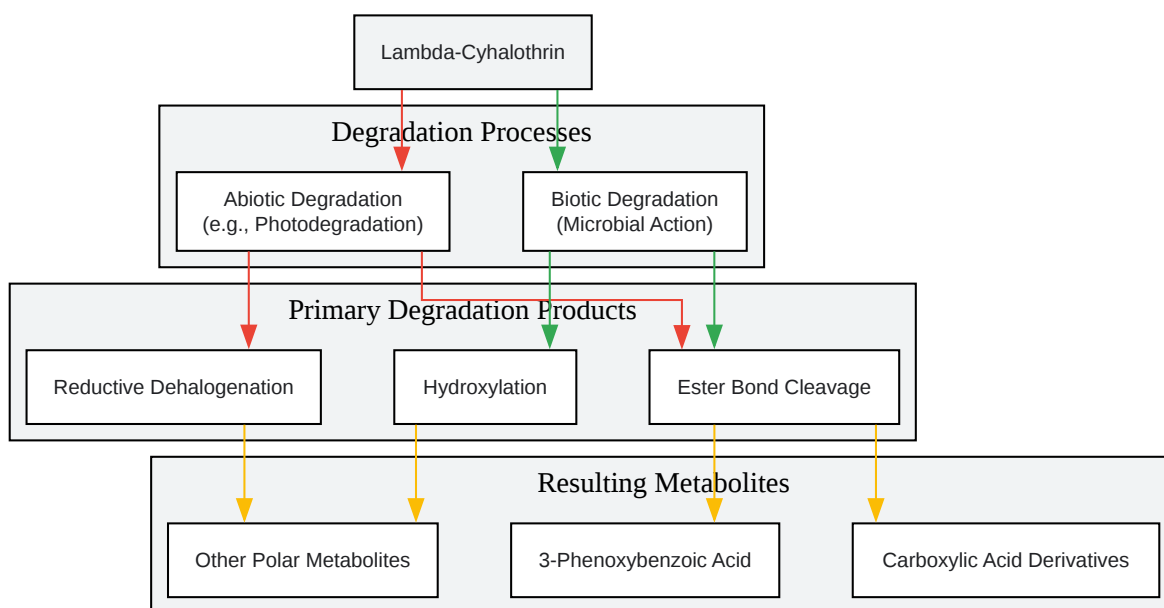 Lambda-Cyhalothrin
Degradation Processes
Abiotic Degradation
(e.g., Photodegradation)
Biotic Degradation
(Microbial Action)
Primary Degradation Products
Reductive Dehalogenation
Hydroxylation
Ester Bond Cleavage
Resulting Metabolites
Other Polar Metabolites
3-Phenoxybenzoic Acid
Carboxylic Acid Derivatives